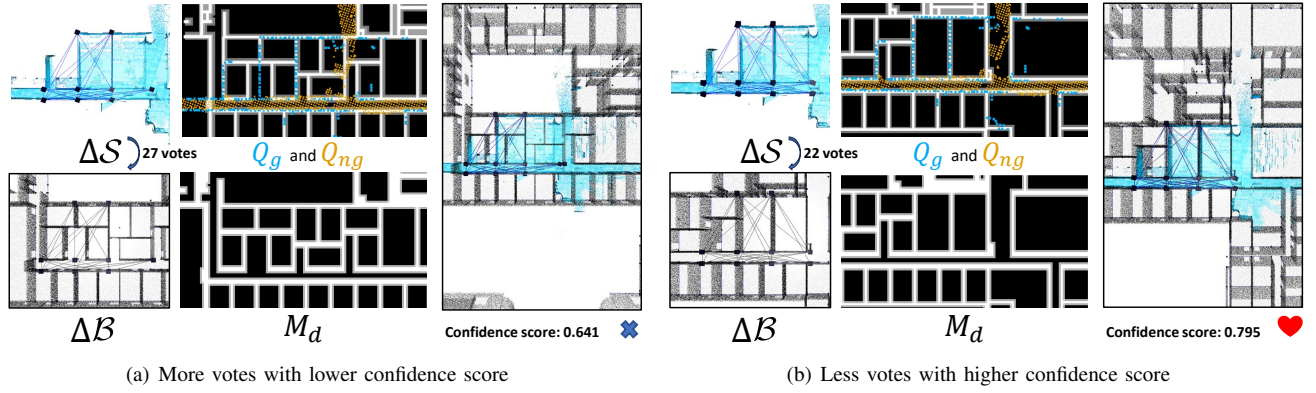 ΔS 27 votes
Q_g and Q_ng
ΔB
M_d
Confidence score: 0.641
(a) More votes with lower confidence score
ΔS 22 votes
Q_g and Q_ng
ΔB
M_d
Confidence score: 0.795
(b) Less votes with higher confidence score